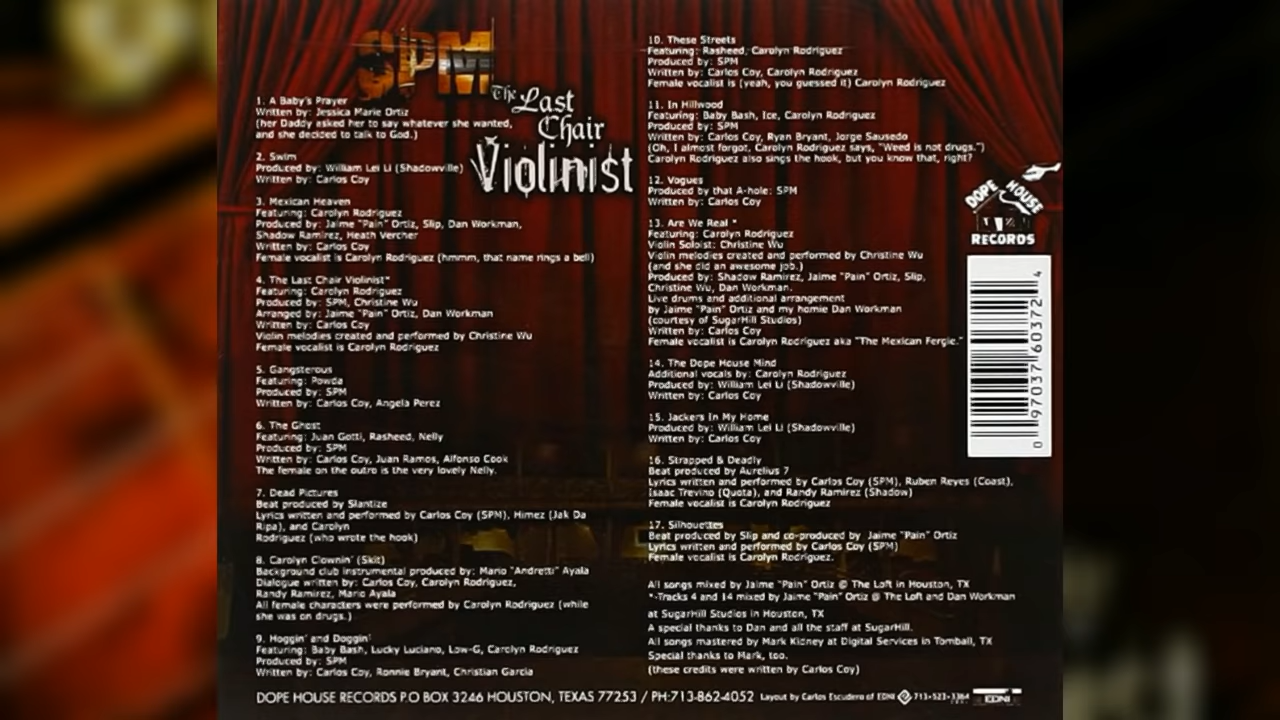 SPM
The Last
Chair
Violinist
1. A Baby's Prayer
Written by: Jessica Marie Ortiz
(her Daddy asked her to say whatever she wanted,
and she decided to talk to God.)
2. Swim
Produced by: William Lei Li (Shadowville)
Written by: Carlos Coy
3. Mexican Heaven
Featuring: Carolyn Rodriguez
Produced by: Jaime "Pain" Ortiz, Slip, Dan Workman,
Shadow Ramirez, Heath Vercher
Written by: Carlos Coy
Female vocalist is Carolyn Rodriguez (hmmm, that name rings a bell)
4. The Last Chair Violinist*
Featuring: Carolyn Rodriguez
Produced by: SPM, Christine Wu
Arranged by: Jaime "Pain" Ortiz, Dan Workman
Written by: Carlos Coy
Violin melodies created and performed by Christine Wu
Female vocalist is Carolyn Rodriguez
5. Gangsterous
Featuring: Powda
Produced by: SPM
Written by: Carlos Coy, Angela Perez
6. The Ghost
Featuring: Juan Gotti, Rasheed, Nelly
Produced by: SPM
Written by: Carlos Coy, Juan Ramos, Alfonso Cook
The female on the outro is the very lovely Nelly.
7. Dead Pictures
Beat produced by Slantize
Lyrics written and performed by Carlos Coy (SPM), Himez (Jak Da
Ripa), and Carolyn
Rodriguez (who wrote the hook)
8. Carolyn Clownin' (Skit)
Background club instrumental produced by: Mario "Andretti" Ayala
Dialogue written by: Carlos Coy, Carolyn Rodriguez,
Randy Ramirez, Mario Ayala
All female characters were performed by Carolyn Rodriguez (while
she was on drugs.)
9. Hoggin' and Doggin'
Featuring: Baby Bash, Lucky Luciano, Low-G, Carolyn Rodriguez
Produced by: SPM
Written by: Carlos Coy, Ronnie Bryant, Christian Garcia
10. These Streets
Featuring: Rasheed, Carolyn Rodriguez
Produced by: SPM
Written by: Carlos Coy, Carolyn Rodriguez
Female vocalist is (yeah, you guessed it) Carolyn Rodriguez
11. In Hillwood
Featuring: Baby Bash, Ice, Carolyn Rodriguez
Produced by: SPM
Written by: Carlos Coy, Ryan Bryant, Jorge Sausedo
(Oh, I almost forgot, Carolyn Rodriguez says, "Weed is not drugs.")
Carolyn Rodriguez also sings the hook, but you know that, right?
12. Vogues
Produced by that A-hole: SPM
Written by: Carlos Coy
13. Are We Real *
Featuring: Carolyn Rodriguez
Violin Soloist: Christine Wu
Violin melodies created and performed by Christine Wu
(and she did an awesome job.)
Produced by: Shadow Ramirez, Jaime "Pain" Ortiz, Slip,
Christine Wu, Dan Workman.
Live drums and additional arrangement
by Jaime "Pain" Ortiz and my homie Dan Workman
(courtesy of SugarHill Studios)
Written by: Carlos Coy
Female vocalist is Carolyn Rodriguez aka "The Mexican Fergie."
14. The Dope House Mind
Additional vocals by: Carolyn Rodriguez
Produced by: William Lei Li (Shadowville)
Written by: Carlos Coy
15. Jackers In My Home
Produced by: William Lei Li (Shadowville)
Written by: Carlos Coy
16. Strapped & Deadly
Beat produced by Aurelius 7
Lyrics written and performed by Carlos Coy (SPM), Ruben Reyes (Coast),
Isaac Trevino (Quota), and Randy Ramirez (Shadow)
Female vocalist is Carolyn Rodriguez
17. Silhouettes
Beat produced by Slip and co-produced by Jaime "Pain" Ortiz
Lyrics written and performed by Carlos Coy (SPM)
Female vocalist is Carolyn Rodriguez.
All songs mixed by Jaime "Pain" Ortiz @ The Loft in Houston, TX
*-Tracks 4 and 14 mixed by Jaime "Pain" Ortiz @ The Loft and Dan Workman
at SugarHill Studios in Houston, TX
A special thanks to Dan and all the staff at SugarHill.
All songs mastered by Mark Kidney at Digital Services in Tomball, TX
Special thanks to Mark, too.
(these credits were written by Carlos Coy)
DOPE HOUSE
RECORDS
0 97037 60372 4
DOPE HOUSE RECORDS P.O BOX 3246 HOUSTON, TEXAS 77253 / PH:713-862-4052 Layout by Carlos Escudero of EDNI 713-523-3364
EDNI